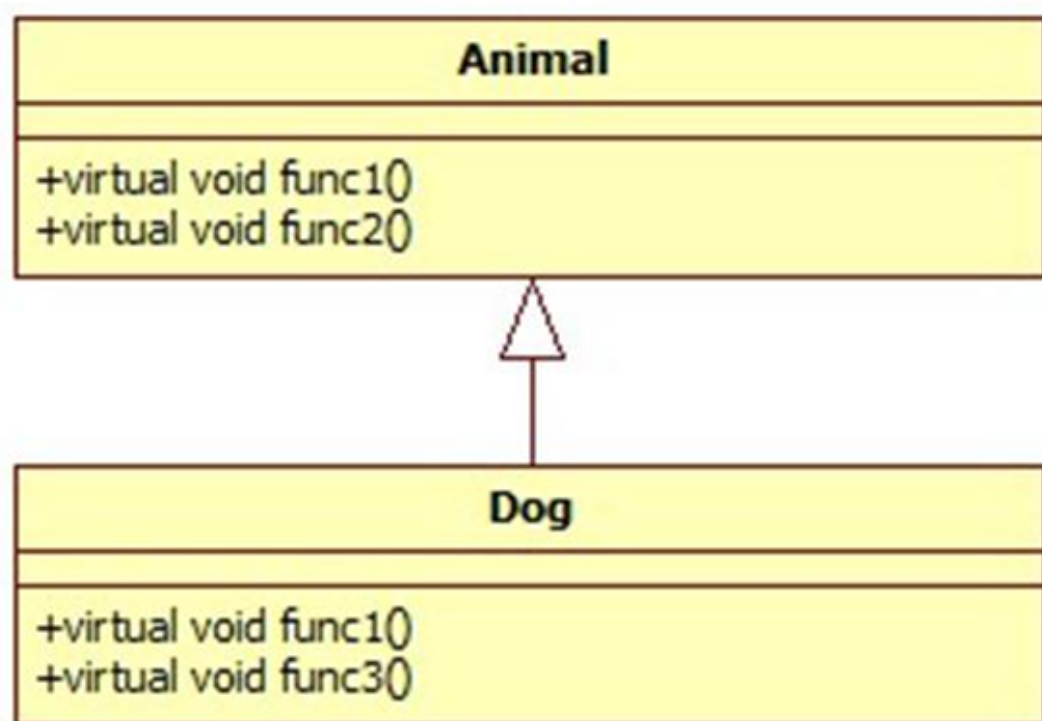 Animal
+virtual void func1()
+virtual void func2()
Dog
+virtual void func1()
+virtual void func3()